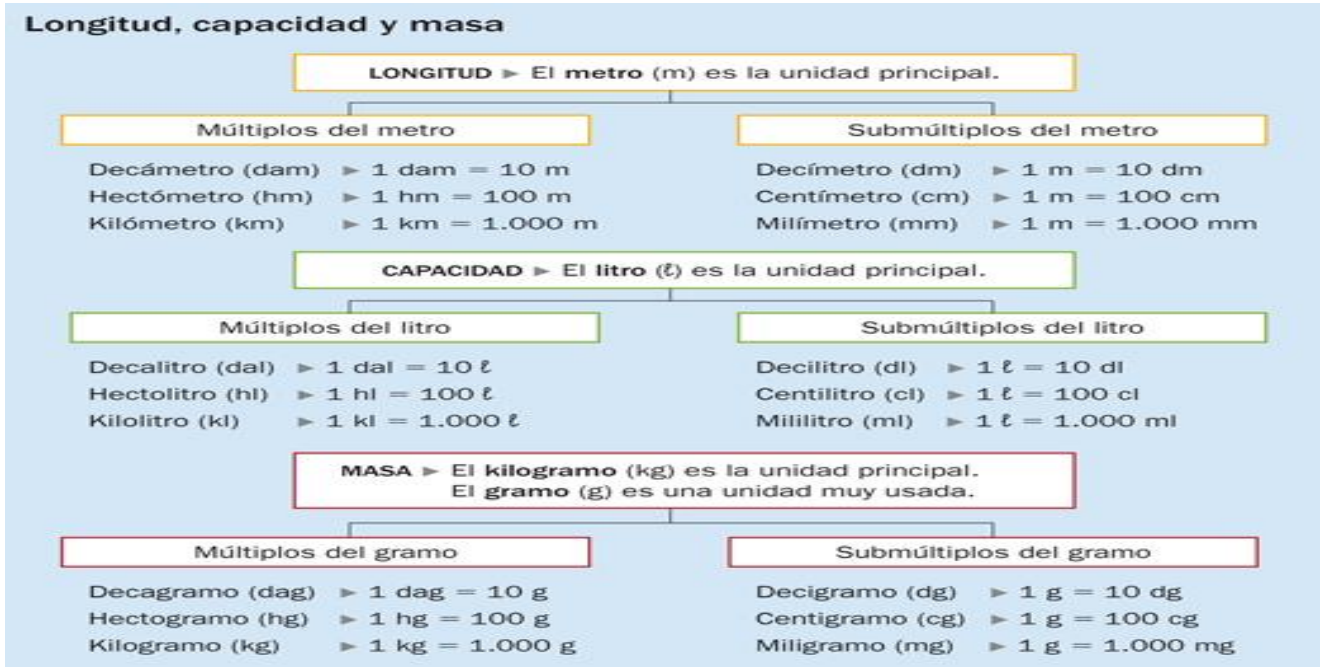 Longitud, capacidad y masa
LONGITUD ► El metro (m) es la unidad principal.
Múltiplos del metro
Decámetro (dam) ► 1 dam = 10 m
Hectómetro (hm) ► 1 hm = 100 m
Kilómetro (km) ► 1 km = 1.000 m
Submúltiplos del metro
Decímetro (dm) ► 1 m = 10 dm
Centímetro (cm) ► 1 m = 100 cm
Milímetro (mm) ► 1 m = 1.000 mm
CAPACIDAD ► El litro (ℓ) es la unidad principal.
Múltiplos del litro
Decalitro (dal) ► 1 dal = 10 ℓ
Hectolitro (hl) ► 1 hl = 100 ℓ
Kilolitro (kl) ► 1 kl = 1.000 ℓ
Submúltiplos del litro
Decilitro (dl) ► 1 ℓ = 10 dl
Centilitro (cl) ► 1 ℓ = 100 cl
Mililitro (ml) ► 1 ℓ = 1.000 ml
MASA ► El kilogramo (kg) es la unidad principal.
El gramo (g) es una unidad muy usada.
Múltiplos del gramo
Decagramo (dag) ► 1 dag = 10 g
Hectogramo (hg) ► 1 hg = 100 g
Kilogramo (kg) ► 1 kg = 1.000 g
Submúltiplos del gramo
Decigramo (dg) ► 1 g = 10 dg
Centigramo (cg) ► 1 g = 100 cg
Miligramo (mg) ► 1 g = 1.000 mg